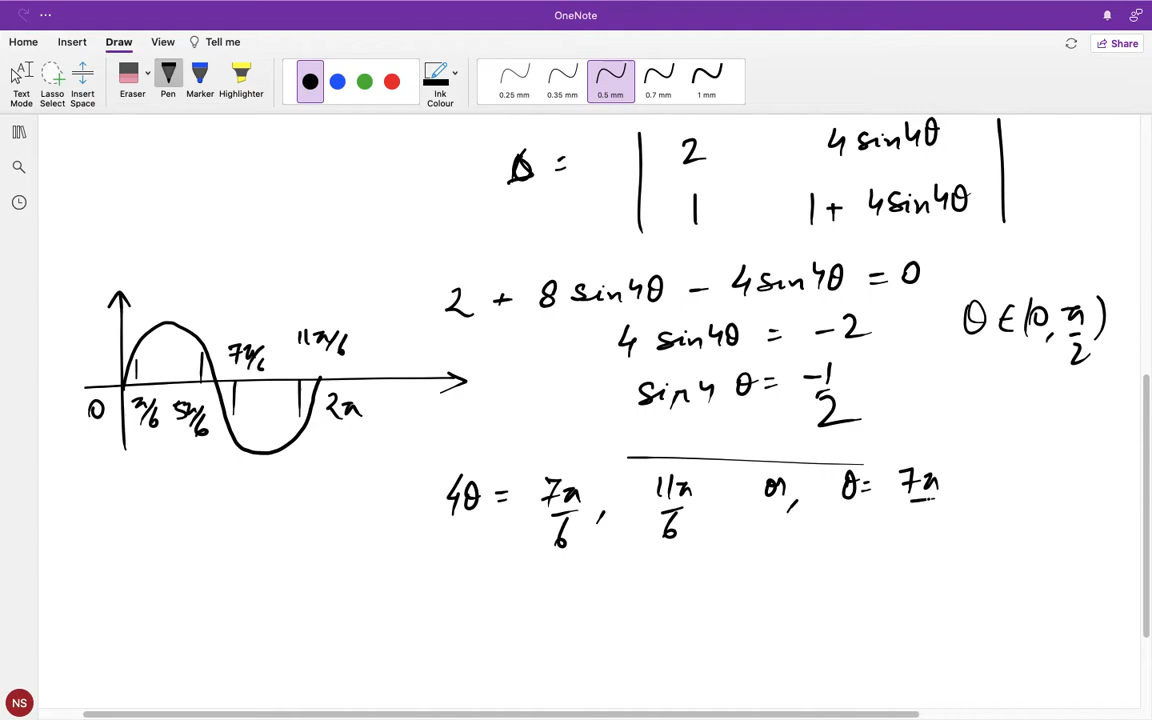 OneNote
Home Insert Draw View Tell me
Share
Text Mode
Lasso Select
Insert Space
Eraser
Pen
Marker
Highlighter
Ink Colour
0.25 mm
0.35 mm
0.5 mm
0.7 mm
1 mm
Δ = | 2 4 sin4θ |
| 1 1 + 4sin4θ |
2 + 8 sin4θ - 4sin4θ = 0
θ ∈ (0, π/2)
4 sin4θ = -2
sin4θ = -1/2
7π/6 11π/6
0 π/6 5π/6 2π
4θ = 7π/6, 11π/6 or, θ = 7π
NS